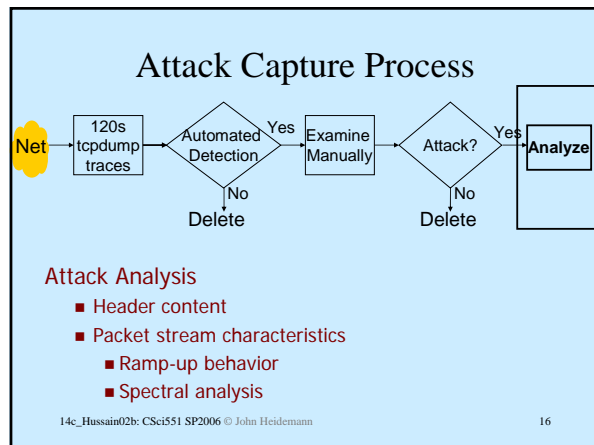 Attack Capture Process
Net
120s
tcpdump
traces
Automated
Detection
Yes
No
Delete
Examine
Manually
Attack?
Yes
No
Delete
Analyze
Attack Analysis
■ Header content
■ Packet stream characteristics
■ Ramp-up behavior
■ Spectral analysis
14c_Hussain02b: CSci551 SP2006 © John Heidemann
16